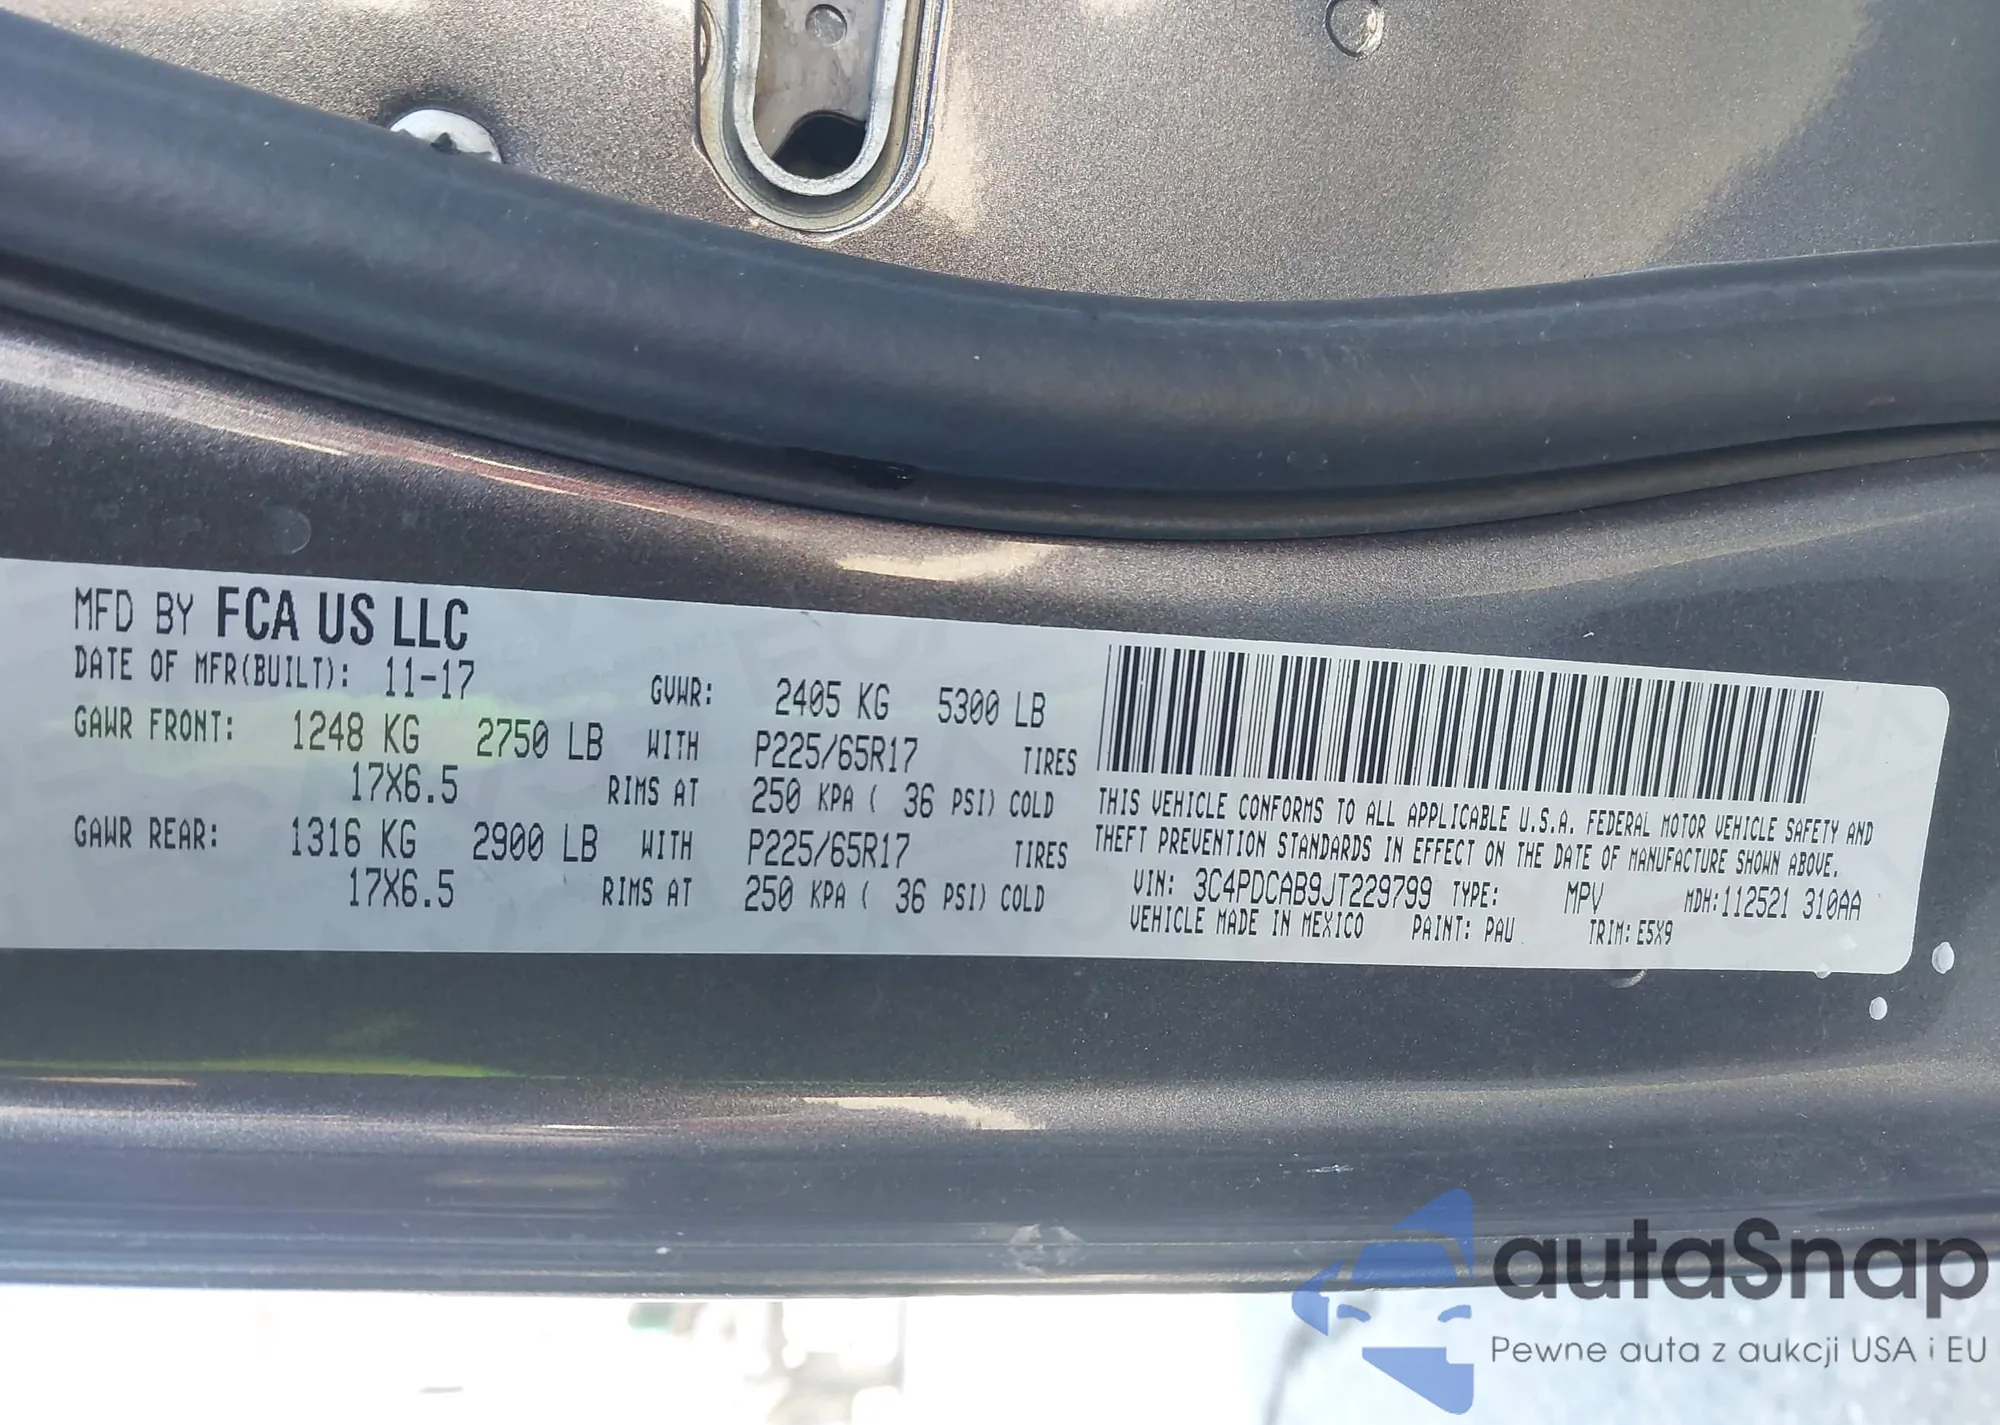 MFD BY FCA US LLC
DATE OF MFR(BUILT): 11-17 GVWR: 2405 KG 5300 LB
GAWR FRONT: 1248 KG 2750 LB WITH P225/65R17 TIRES
17X6.5 RIMS AT 250 KPA ( 36 PSI) COLD
GAWR REAR: 1316 KG 2900 LB WITH P225/65R17 TIRES
17X6.5 RIMS AT 250 KPA ( 36 PSI) COLD
THIS VEHICLE CONFORMS TO ALL APPLICABLE U.S.A. FEDERAL MOTOR VEHICLE SAFETY AND
THEFT PREVENTION STANDARDS IN EFFECT ON THE DATE OF MANUFACTURE SHOWN ABOVE.
VIN: 3C4PDCAB9JT229799 TYPE: MPV MDH:112521 310AA
VEHICLE MADE IN MEXICO PAINT: PAU TRIM: E5X9
autaSnap
Pewne auta z aukcji USA i EU